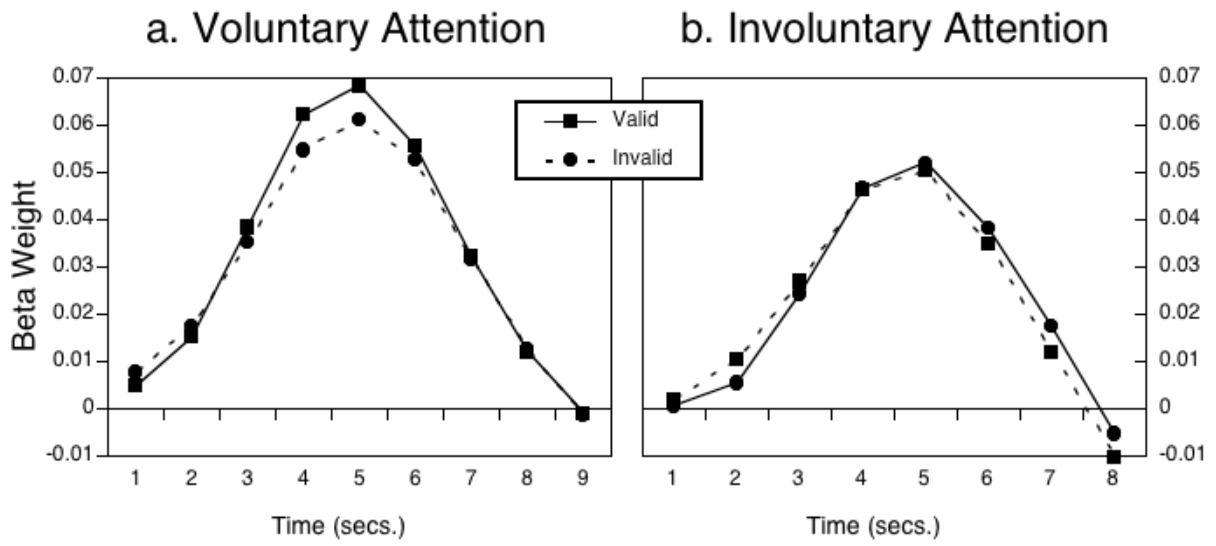 a. Voluntary Attention
b. Involuntary Attention
Beta Weight
0.07
0.06
0.05
0.04
0.03
0.02
0.01
0
-0.01
1 2 3 4 5 6 7 8 9
Time (secs.)
Valid
Invalid
0.07
0.06
0.05
0.04
0.03
0.02
0.01
0
-0.01
1 2 3 4 5 6 7 8
Time (secs.)